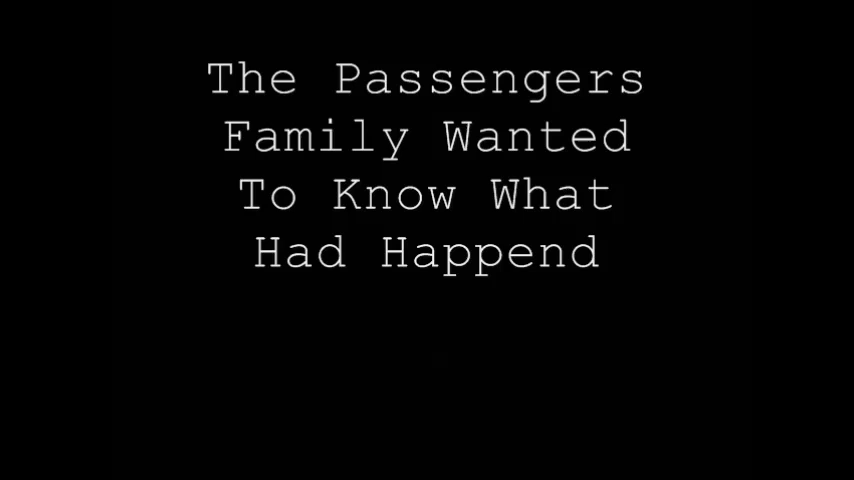 The Passengers
Family Wanted
To Know What
Had Happend